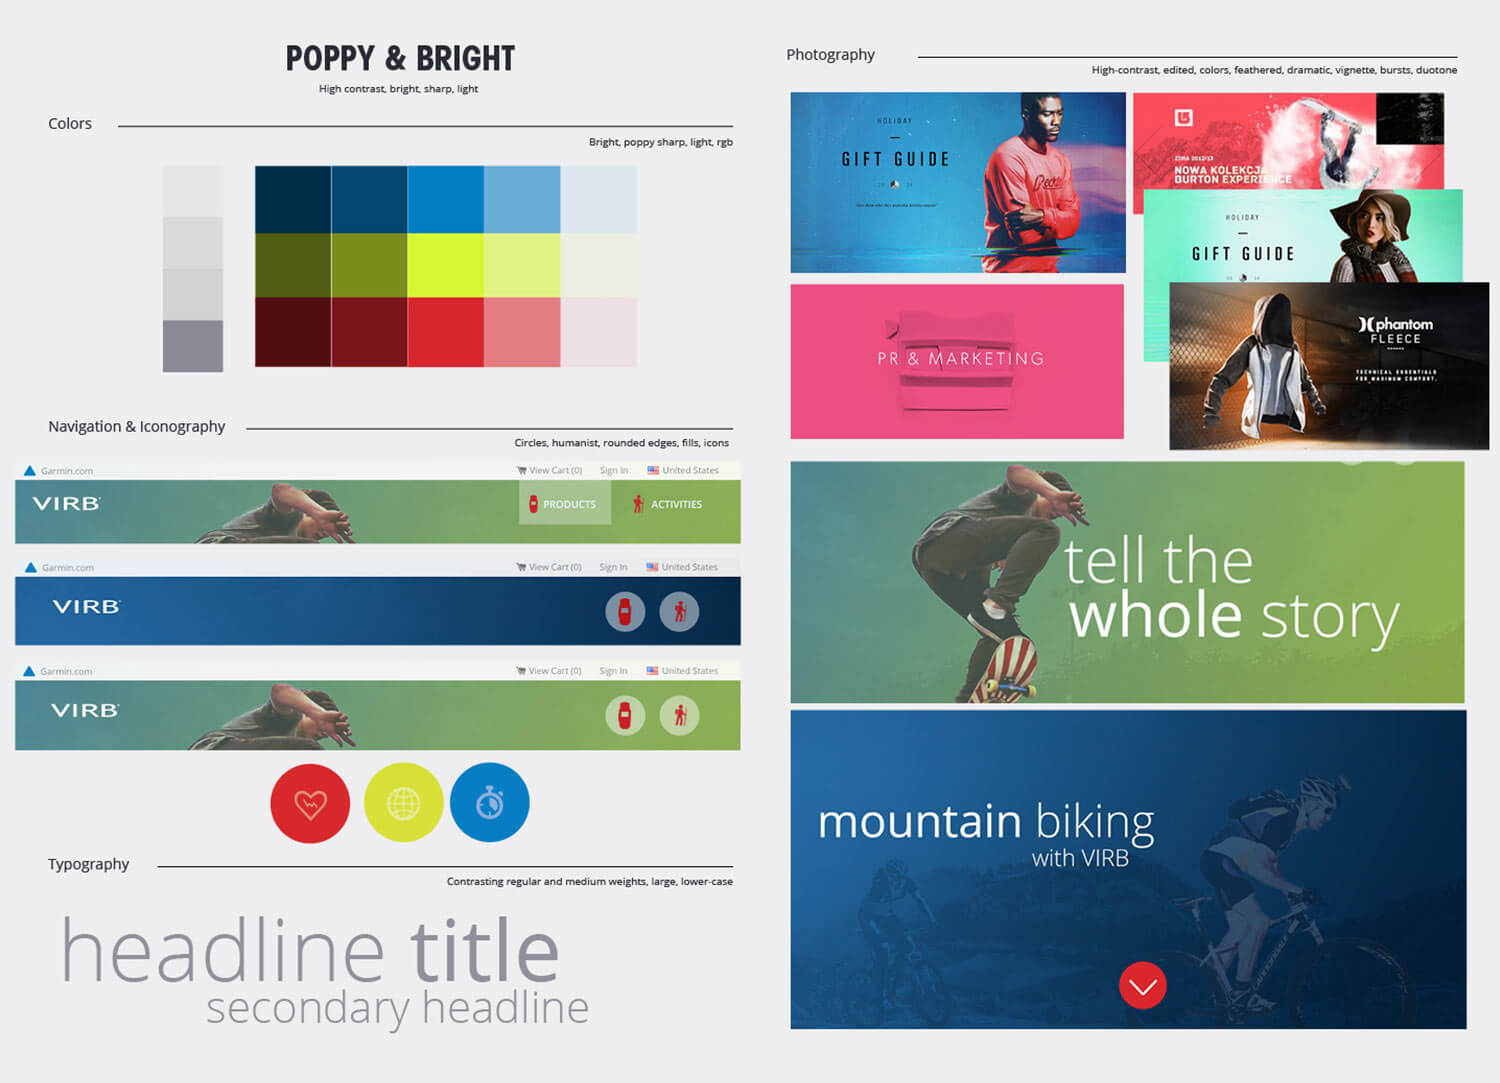 POPPY & BRIGHT
High contrast, bright, sharp, light
Colors
Bright, poppy sharp, light, rgb
Navigation & Iconography
Circles, humanist, rounded edges, fills, icons
Garmin.com
View Cart (0) Sign In United States
VIRB
PRODUCTS ACTIVITIES
Garmin.com
View Cart (0) Sign In United States
VIRB
Garmin.com
View Cart (0) Sign In United States
VIRB
Typography
Contrasting regular and medium weights, large, lower-case
headline title
secondary headline
Photography
High-contrast, edited, colors, feathered, dramatic, vignette, bursts, duotone
HOLIDAY
GIFT GUIDE
ZIMA 2012/13
NOWA KOLEKCJA
BURTON EXPERIENCE
HOLIDAY
GIFT GUIDE
PR & MARKETING
phantom
FLEECE
TECHNICAL ESSENTIALS
FOR MAXIMUM COMFORT.
tell the
whole story
mountain biking
with VIRB